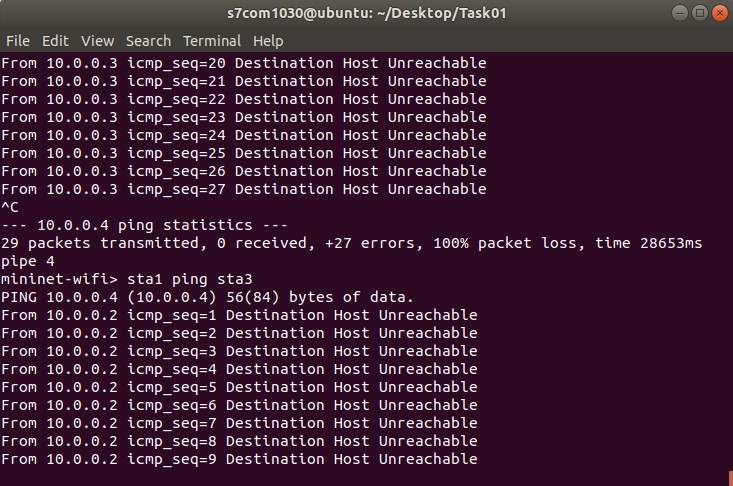 s7com1030@ubuntu: ~/Desktop/Task01
File Edit View Search Terminal Help
From 10.0.0.3 icmp_seq=20 Destination Host Unreachable
From 10.0.0.3 icmp_seq=21 Destination Host Unreachable
From 10.0.0.3 icmp_seq=22 Destination Host Unreachable
From 10.0.0.3 icmp_seq=23 Destination Host Unreachable
From 10.0.0.3 icmp_seq=24 Destination Host Unreachable
From 10.0.0.3 icmp_seq=25 Destination Host Unreachable
From 10.0.0.3 icmp_seq=26 Destination Host Unreachable
From 10.0.0.3 icmp_seq=27 Destination Host Unreachable
^C
--- 10.0.0.4 ping statistics ---
29 packets transmitted, 0 received, +27 errors, 100% packet loss, time 28653ms
pipe 4
mininet-wifi> sta1 ping sta3
PING 10.0.0.4 (10.0.0.4) 56(84) bytes of data.
From 10.0.0.2 icmp_seq=1 Destination Host Unreachable
From 10.0.0.2 icmp_seq=2 Destination Host Unreachable
From 10.0.0.2 icmp_seq=3 Destination Host Unreachable
From 10.0.0.2 icmp_seq=4 Destination Host Unreachable
From 10.0.0.2 icmp_seq=5 Destination Host Unreachable
From 10.0.0.2 icmp_seq=6 Destination Host Unreachable
From 10.0.0.2 icmp_seq=7 Destination Host Unreachable
From 10.0.0.2 icmp_seq=8 Destination Host Unreachable
From 10.0.0.2 icmp_seq=9 Destination Host Unreachable